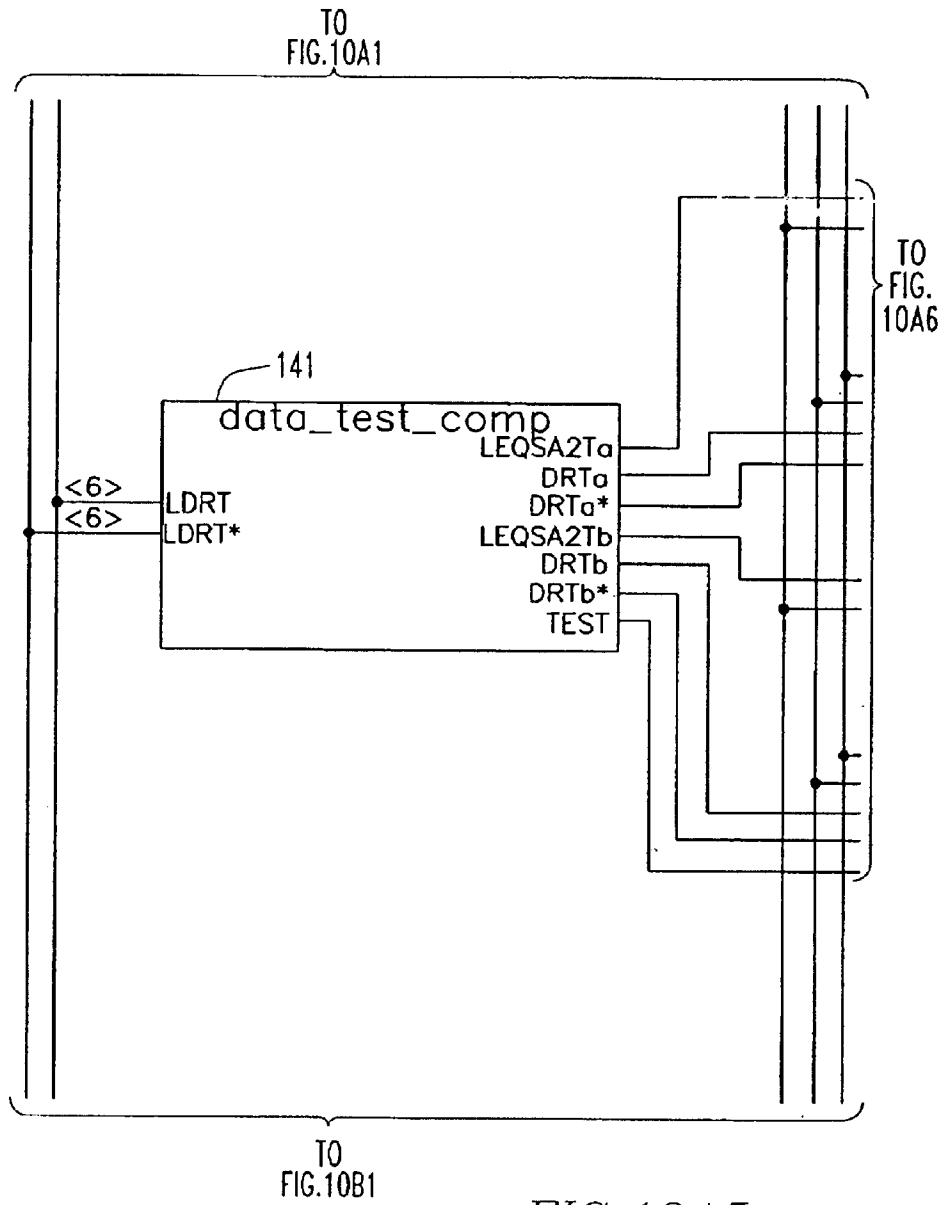 TO
FIG.10A1
TO
FIG.
10A6
141
data_test_comp
LEQSA2Ta
DRTa
<6>
LDRT
DRTa*
<6>
LDRT*
LEQSA2Tb
DRTb
DRTb*
TEST
TO
FIG.10B1